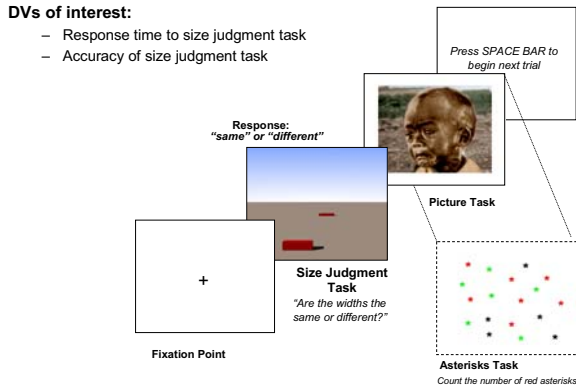 DVs of interest:
– Response time to size judgment task
– Accuracy of size judgment task
Press SPACE BAR to
begin next trial
Response:
“same” or “different”
Picture Task
Size Judgment
Task
“Are the widths the
same or different?”
Fixation Point
Asterisks Task
Count the number of red asterisks